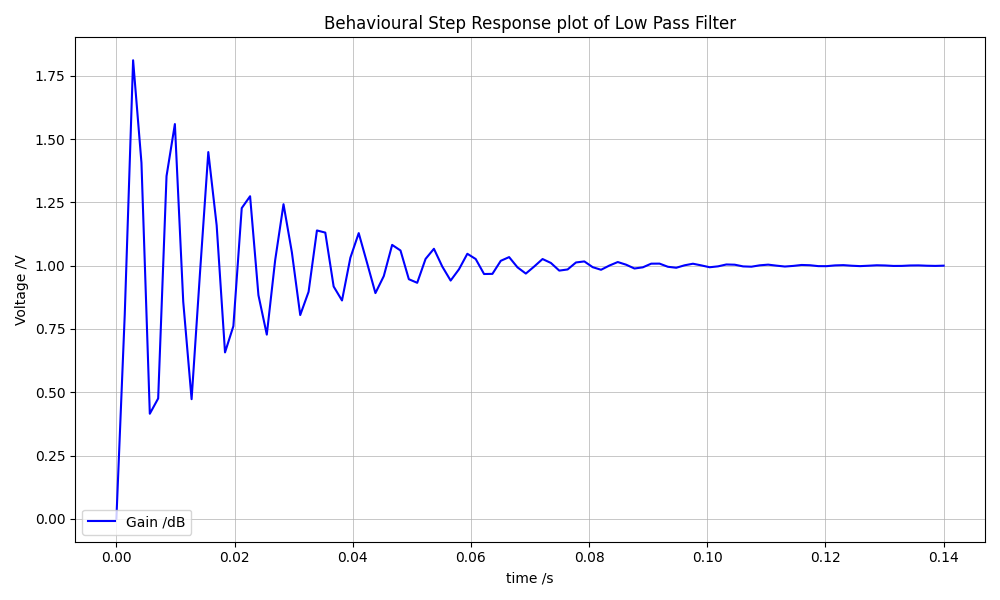 Behavioural Step Response plot of Low Pass Filter
Voltage /V
1.75
1.50
1.25
1.00
0.75
0.50
0.25
0.00
Gain /dB
0.00 0.02 0.04 0.06 0.08 0.10 0.12 0.14
time /s